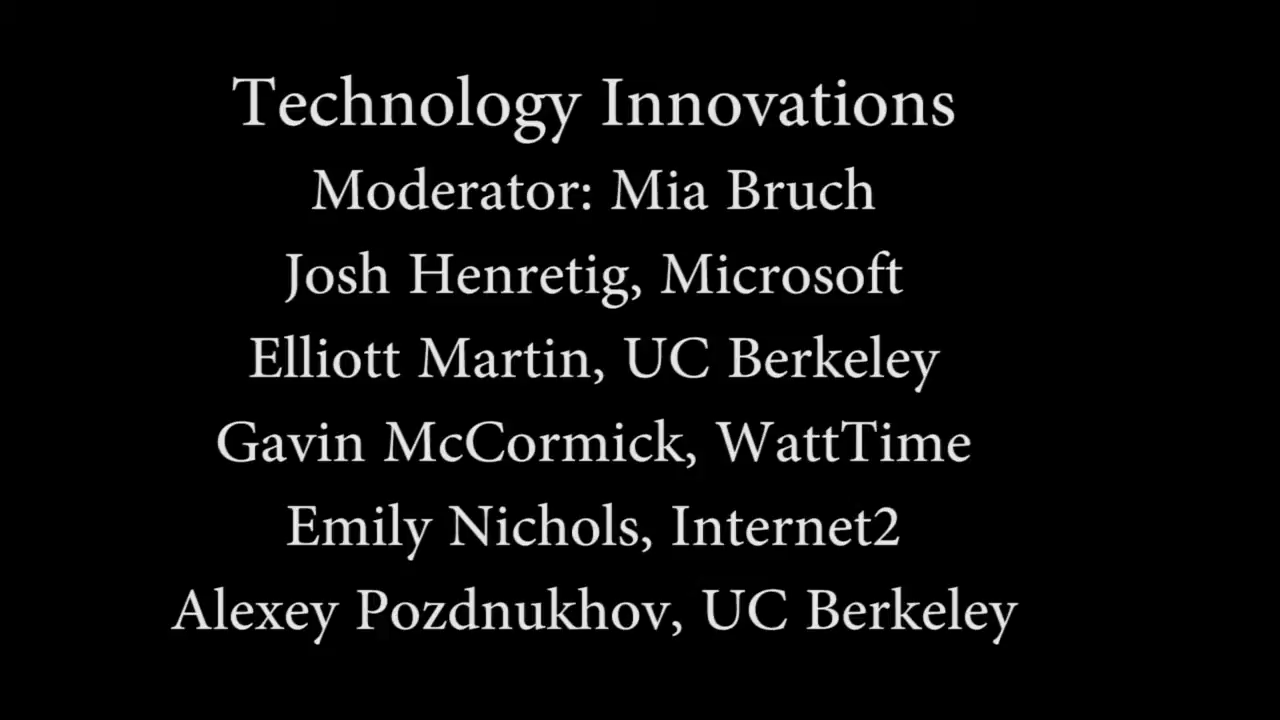 Technology Innovations
Moderator: Mia Bruch
Josh Henretig, Microsoft
Elliott Martin, UC Berkeley
Gavin McCormick, WattTime
Emily Nichols, Internet2
Alexey Pozdnukhov, UC Berkeley